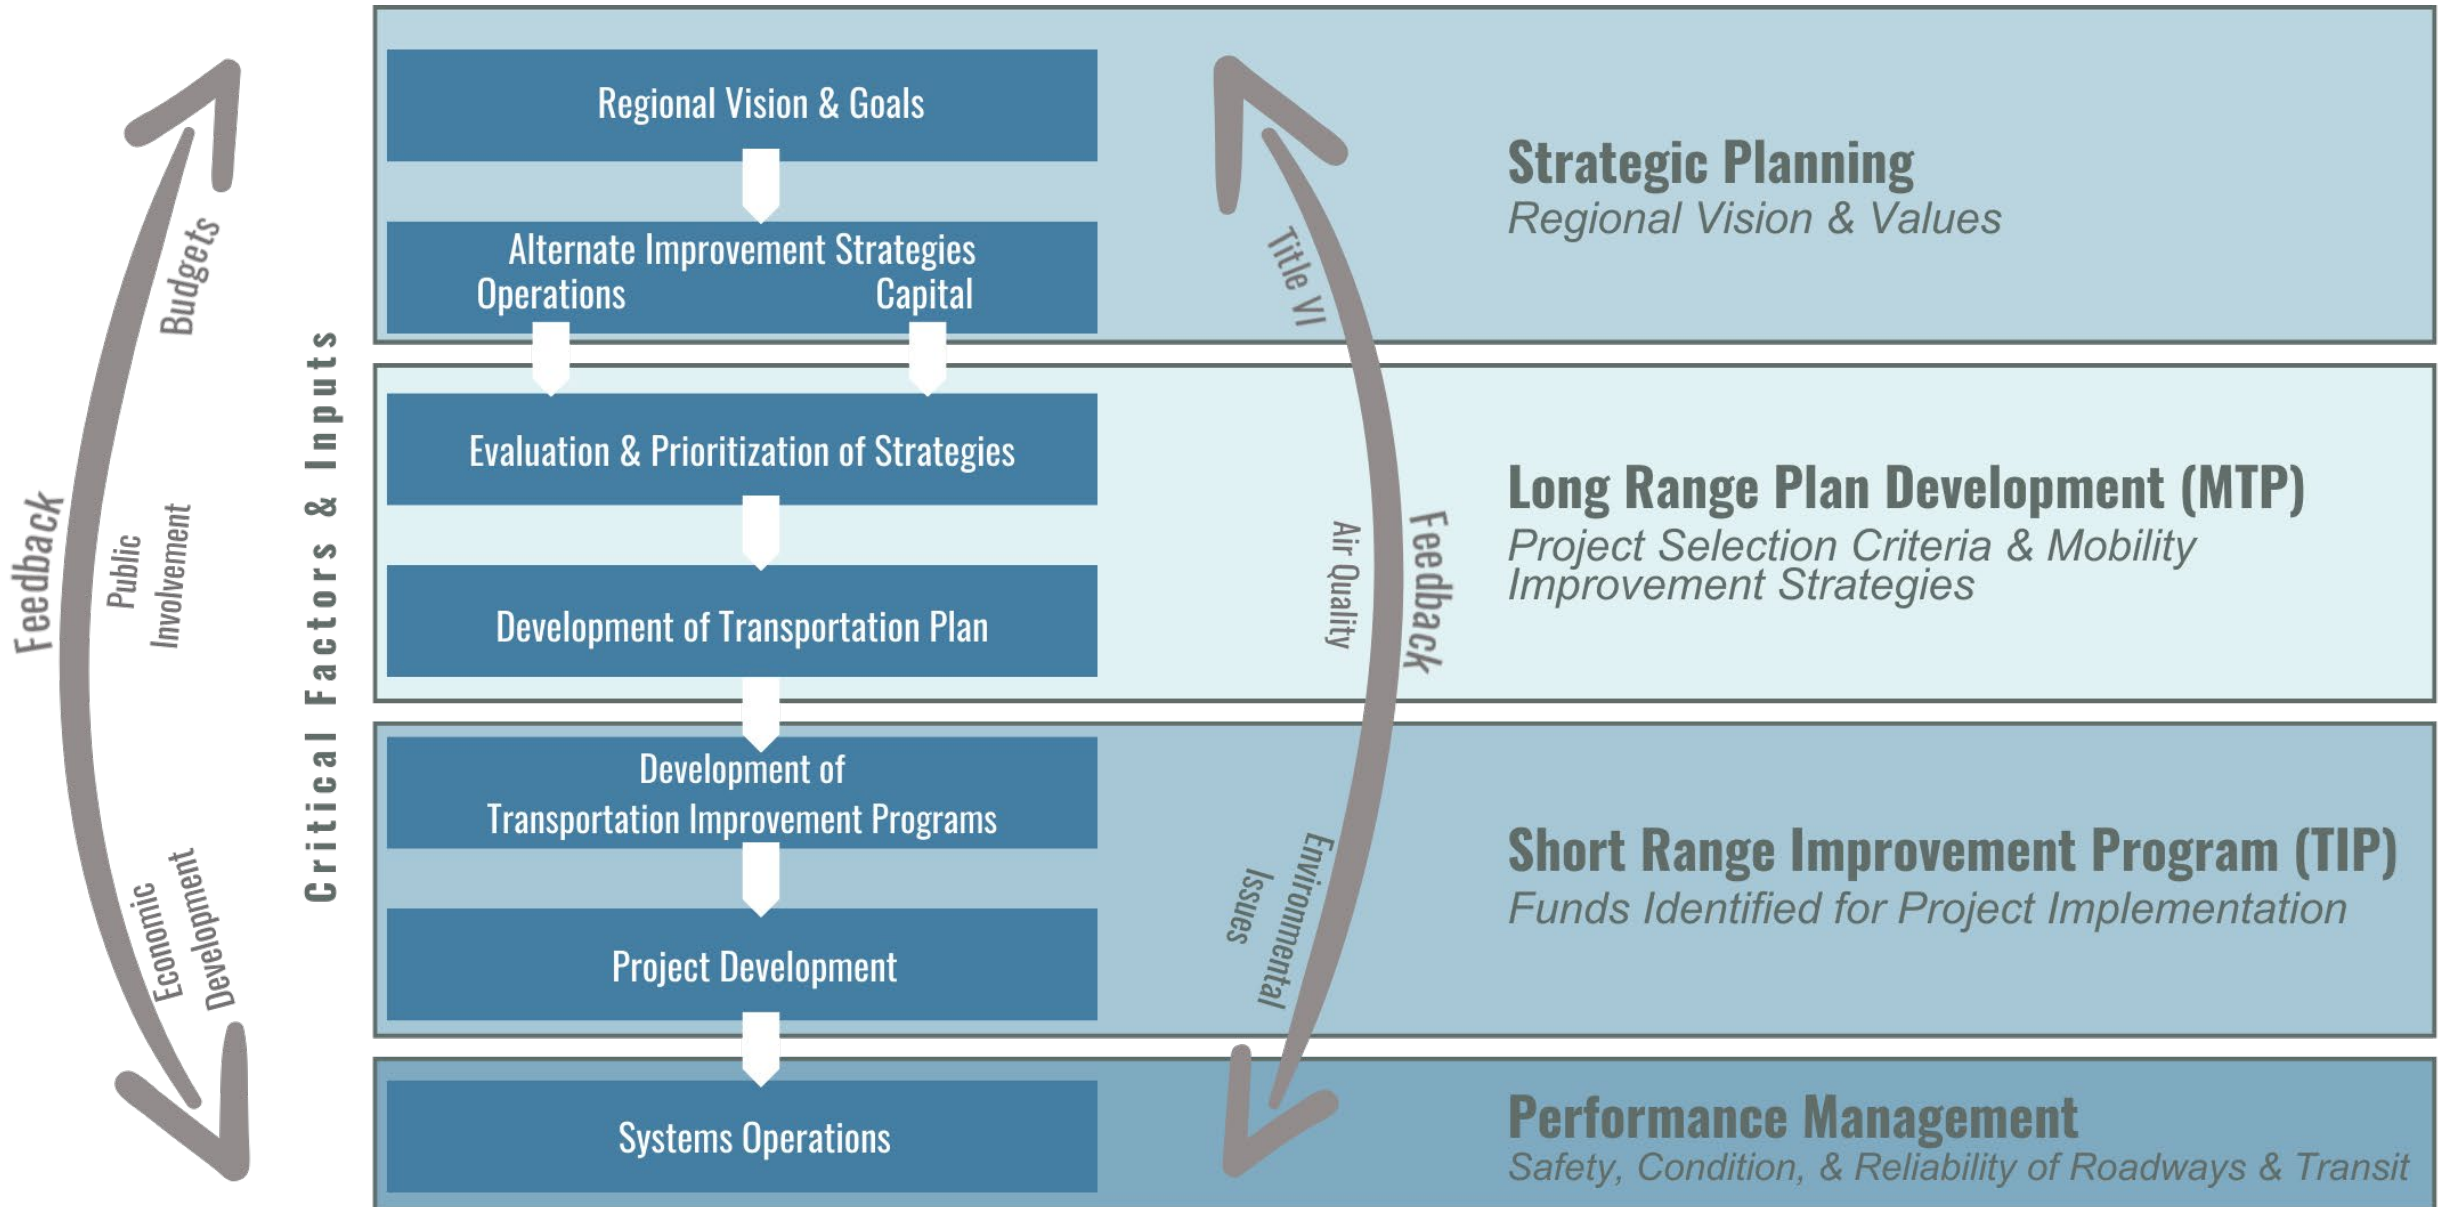 Feedback
Budgets
Public
Involvement
Economic
Development
Critical Factors & Inputs
Regional Vision & Goals
Alternate Improvement Strategies
Operations
Capital
Evaluation & Prioritization of Strategies
Development of Transportation Plan
Development of
Transportation Improvement Programs
Project Development
Systems Operations
Title VI
Air Quality
Environmental
Issues
Feedback
Strategic Planning
Regional Vision & Values
Long Range Plan Development (MTP)
Project Selection Criteria & Mobility
Improvement Strategies
Short Range Improvement Program (TIP)
Funds Identified for Project Implementation
Performance Management
Safety, Condition, & Reliability of Roadways & Transit